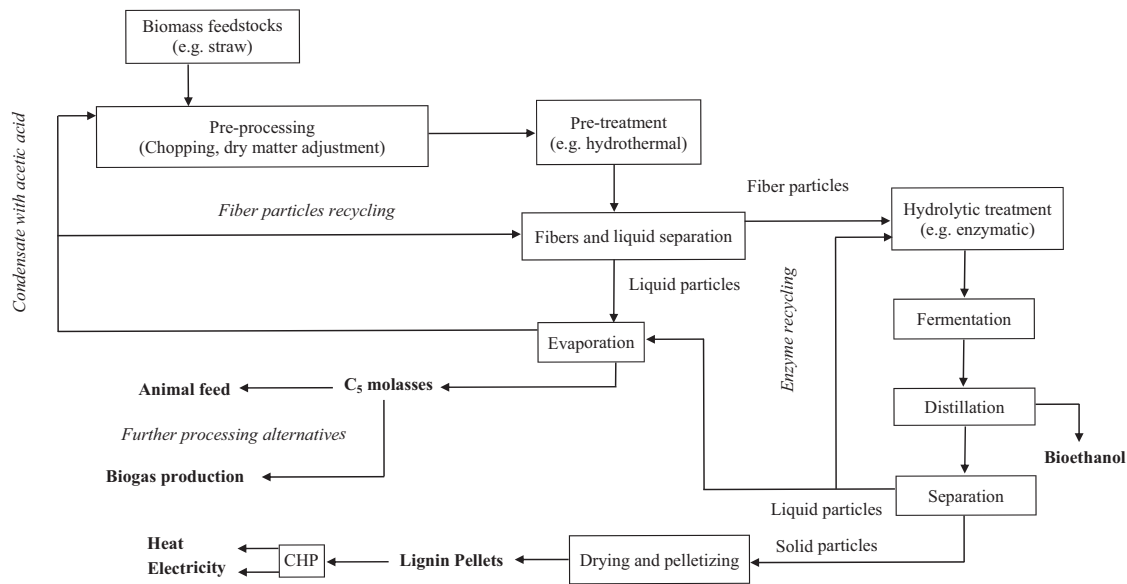 Biomass feedstocks
(e.g. straw)
Condensate with acetic acid
Pre-processing
(Chopping, dry matter adjustment)
Pre-treatment
(e.g. hydrothermal)
Fiber particles
Fiber particles recycling
Fibers and liquid separation
Hydrolytic treatment
(e.g. enzymatic)
Liquid particles
Enzyme recycling
Fermentation
Evaporation
Animal feed
C₅ molasses
Distillation
Further processing alternatives
Bioethanol
Biogas production
Separation
Liquid particles
Solid particles
Heat
Electricity
CHP
Lignin Pellets
Drying and pelletizing